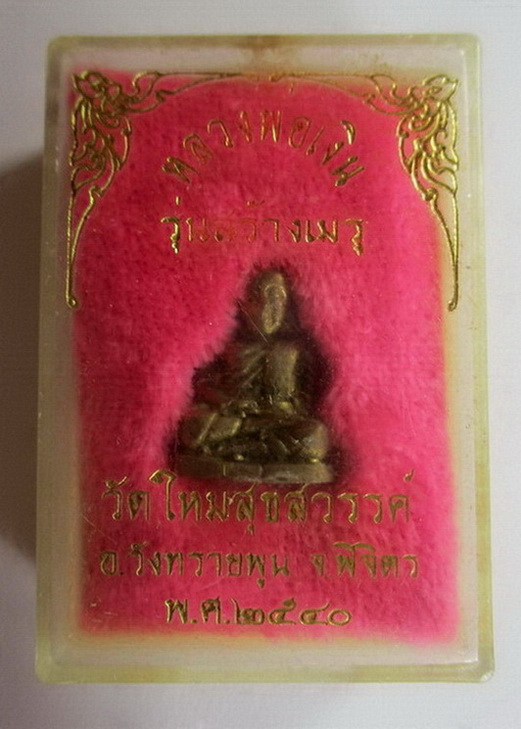 หลวงพ่อเงิน
รุ่นสร้างเมรุ
วัดใหม่สุขสวรรค์
อ.วังทรายพูน จ.พิจิตร
พ.ศ.๒๕๔๐